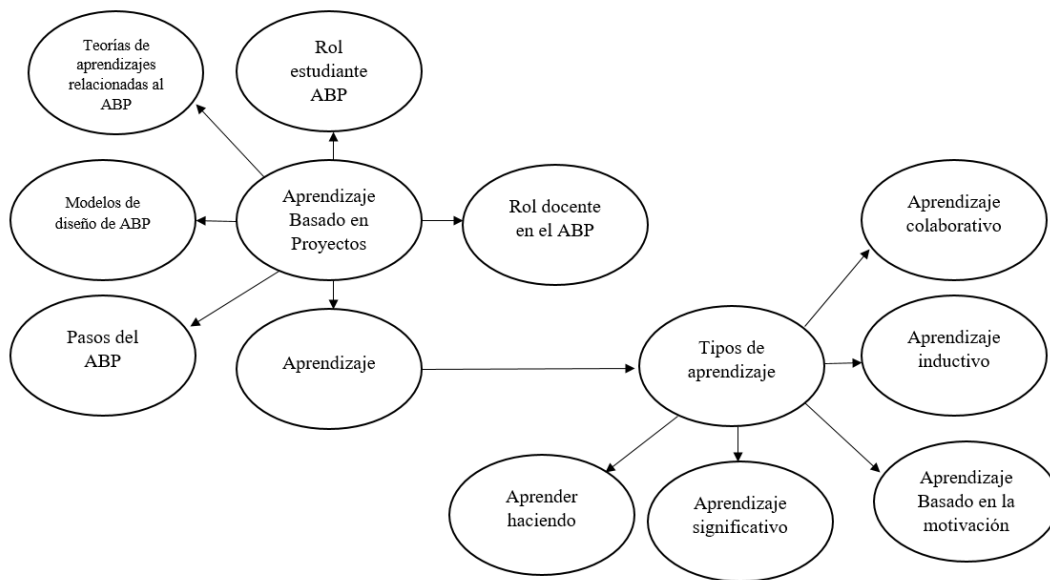 Teorías de
aprendizajes
relacionadas al
ABP
Rol
estudiante
ABP
Modelos de
diseño de ABP
Aprendizaje
Basado en
Proyectos
Rol docente
en el ABP
Pasos del
ABP
Aprendizaje
Tipos de
aprendizaje
Aprendizaje
colaborativo
Aprendizaje
inductivo
Aprendizaje
Basado en la
motivación
Aprendizaje
significativo
Aprender
haciendo